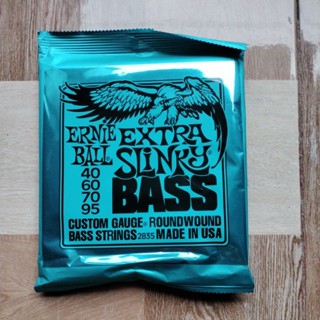 ERNIE BALL
EXTRA SLINKY
BASS
40
60
70
95
CUSTOM GAUGE® ROUNDWOUND
BASS STRINGS 2835 MADE IN USA